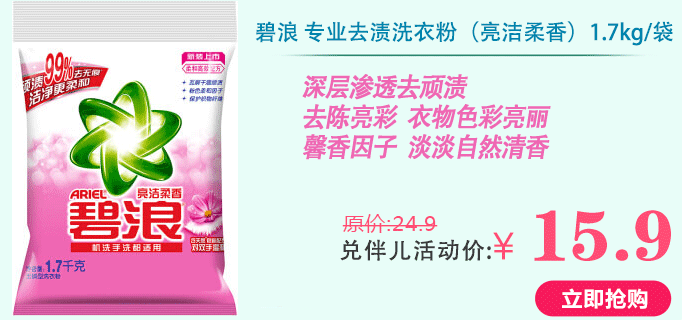 碧浪 专业去渍洗衣粉（亮洁柔香）1.7kg/袋
深层渗透去顽渍
去陈亮彩 衣物色彩亮丽
馨香因子 淡淡自然清香
原价:24.9
兑伴儿活动价:¥ 15.9
立即抢购
新装上市
顽渍99%去无痕
洁净更柔和
ARIEL
亮洁柔香
碧浪
机洗手洗都适用
1.7千克